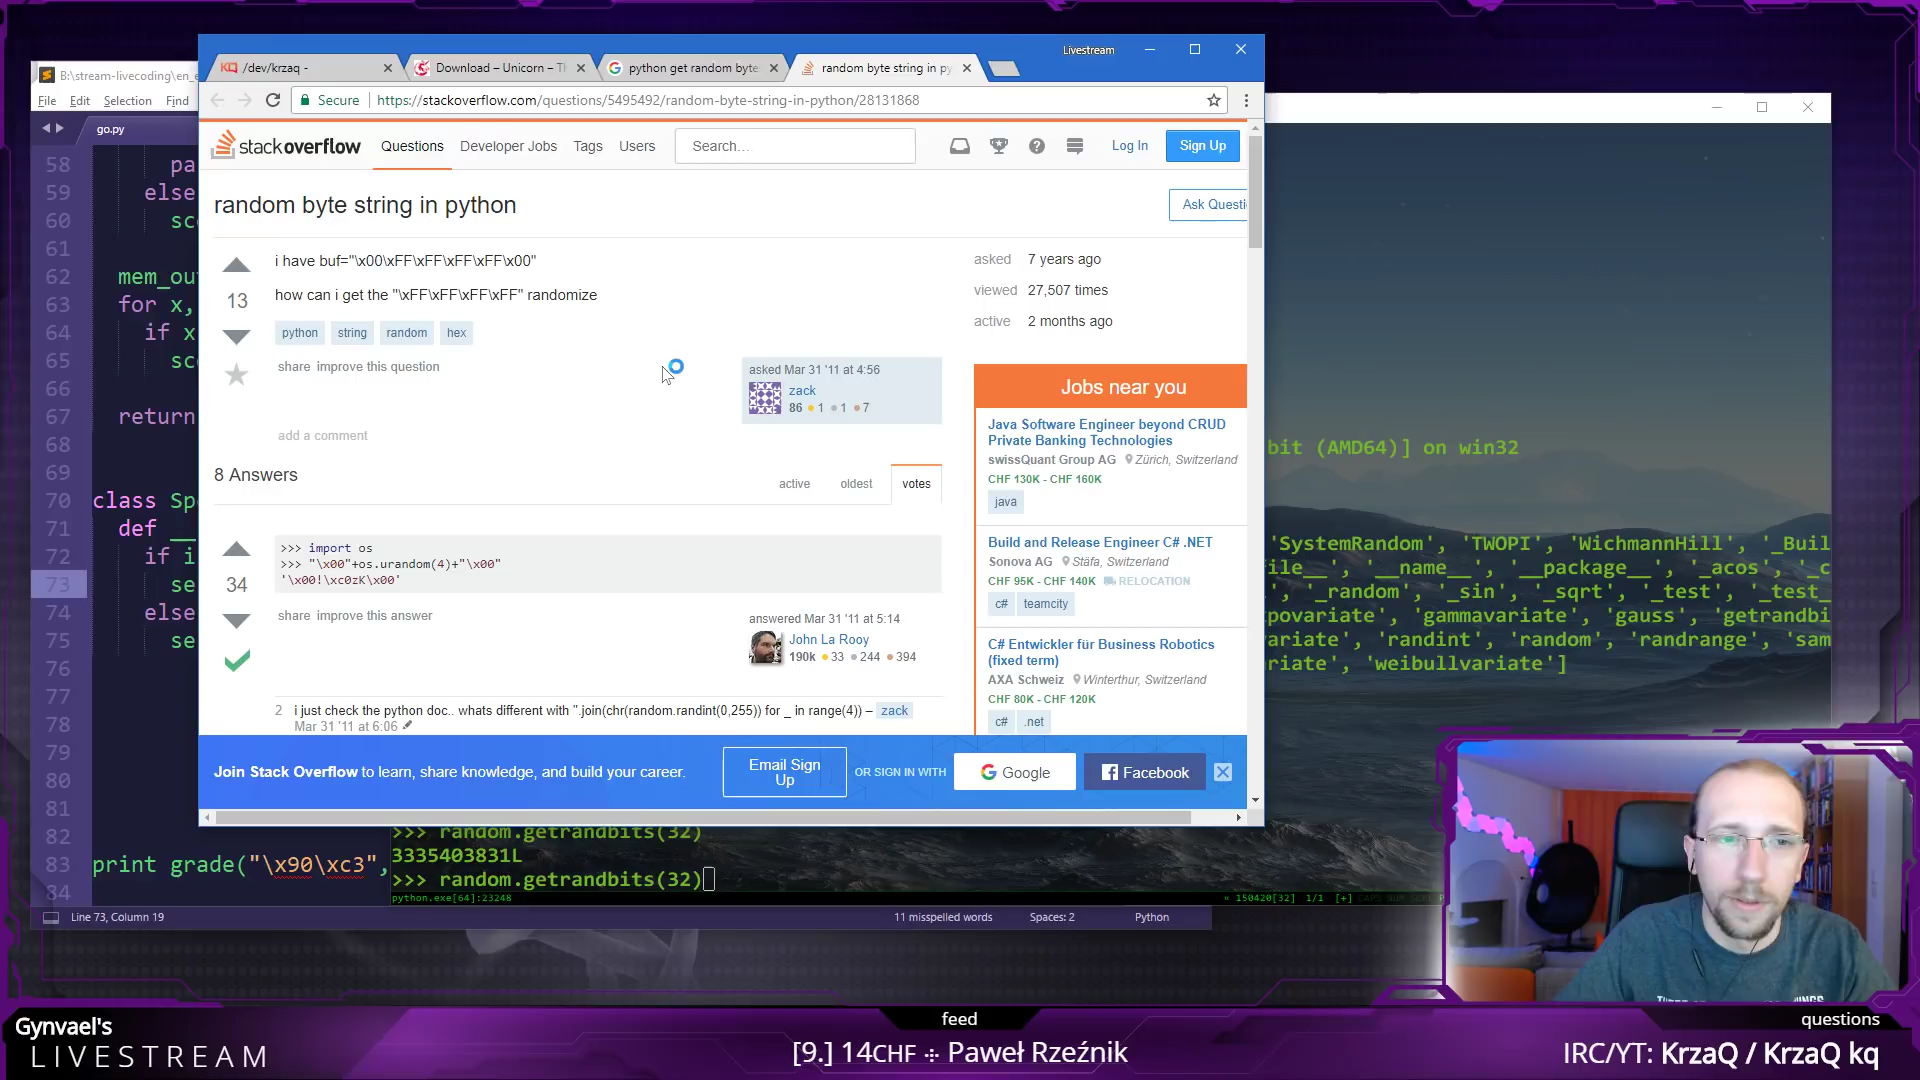 Livestream
/dev/krzaq -
Download – Unicorn – T
python get random byte
random byte string in py
Secure
https://stackoverflow.com/questions/5495492/random-byte-string-in-python/28131868
stackoverflow
Questions
Developer Jobs
Tags
Users
Search…
Log In
Sign Up
random byte string in python
Ask Questi
13
i have buf="\x00\xFF\xFF\xFF\xFF\x00"
how can i get the "\xFF\xFF\xFF\xFF" randomize
python string random hex
share improve this question
asked Mar 31 '11 at 4:56
zack
86 1 1 7
add a comment
asked 7 years ago
viewed 27,507 times
active 2 months ago
8 Answers
active oldest votes
34
>>> import os
>>> "\x00"+os.urandom(4)+"\x00"
'\x00!\xc0zK\x00'
share improve this answer
answered Mar 31 '11 at 5:14
John La Rooy
190k 33 244 394
2 i just check the python doc.. whats different with ''.join(chr(random.randint(0,255)) for _ in range(4)) – zack
Mar 31 '11 at 6:06
Jobs near you
Java Software Engineer beyond CRUD
Private Banking Technologies
swissQuant Group AG Zürich, Switzerland
CHF 130K - CHF 160K
java
Build and Release Engineer C# .NET
Sonova AG Stäfa, Switzerland
CHF 95K - CHF 140K RELOCATION
c# teamcity
C# Entwickler für Business Robotics
(fixed term)
AXA Schweiz Winterthur, Switzerland
CHF 80K - CHF 120K
c# .net
Join Stack Overflow to learn, share knowledge, and build your career.
Email Sign
Up
OR SIGN IN WITH
Google
Facebook
B:\stream-livecoding\en_e
File Edit Selection Find
go.py
58 pa
59 else
60 sc
61
62 mem_ou
63 for x,
64 if x
65 sc
66
67 return
68
69
70 class Sp
71 def __
72 if i
73 se
74 else
75 se
76
77
78
79
80
81
82
83 print grade("\x90\xc3",
84
Line 73, Column 19
11 misspelled words
Spaces: 2
Python
bit (AMD64)] on win32
'SystemRandom', 'TWOPI', 'WichmannHill', '_Buil
ile__', '__name__', '__package__', '_acos', '_c
, '_random', '_sin', '_sqrt', '_test', '_test_
povariate', 'gammavariate', 'gauss', 'getrandbi
ariate', 'randint', 'random', 'randrange', 'sam
riate', 'weibullvariate']
>>> random.getrandbits(32)
3335403831L
>>> random.getrandbits(32)
python.exe[64]:23248
« 150420[32] 1/1 [+]
Gynvael's
LIVESTREAM
feed
[9.] 14CHF ÷ Paweł Rzeźnik
questions
IRC/YT: KrzaQ / KrzaQ kq